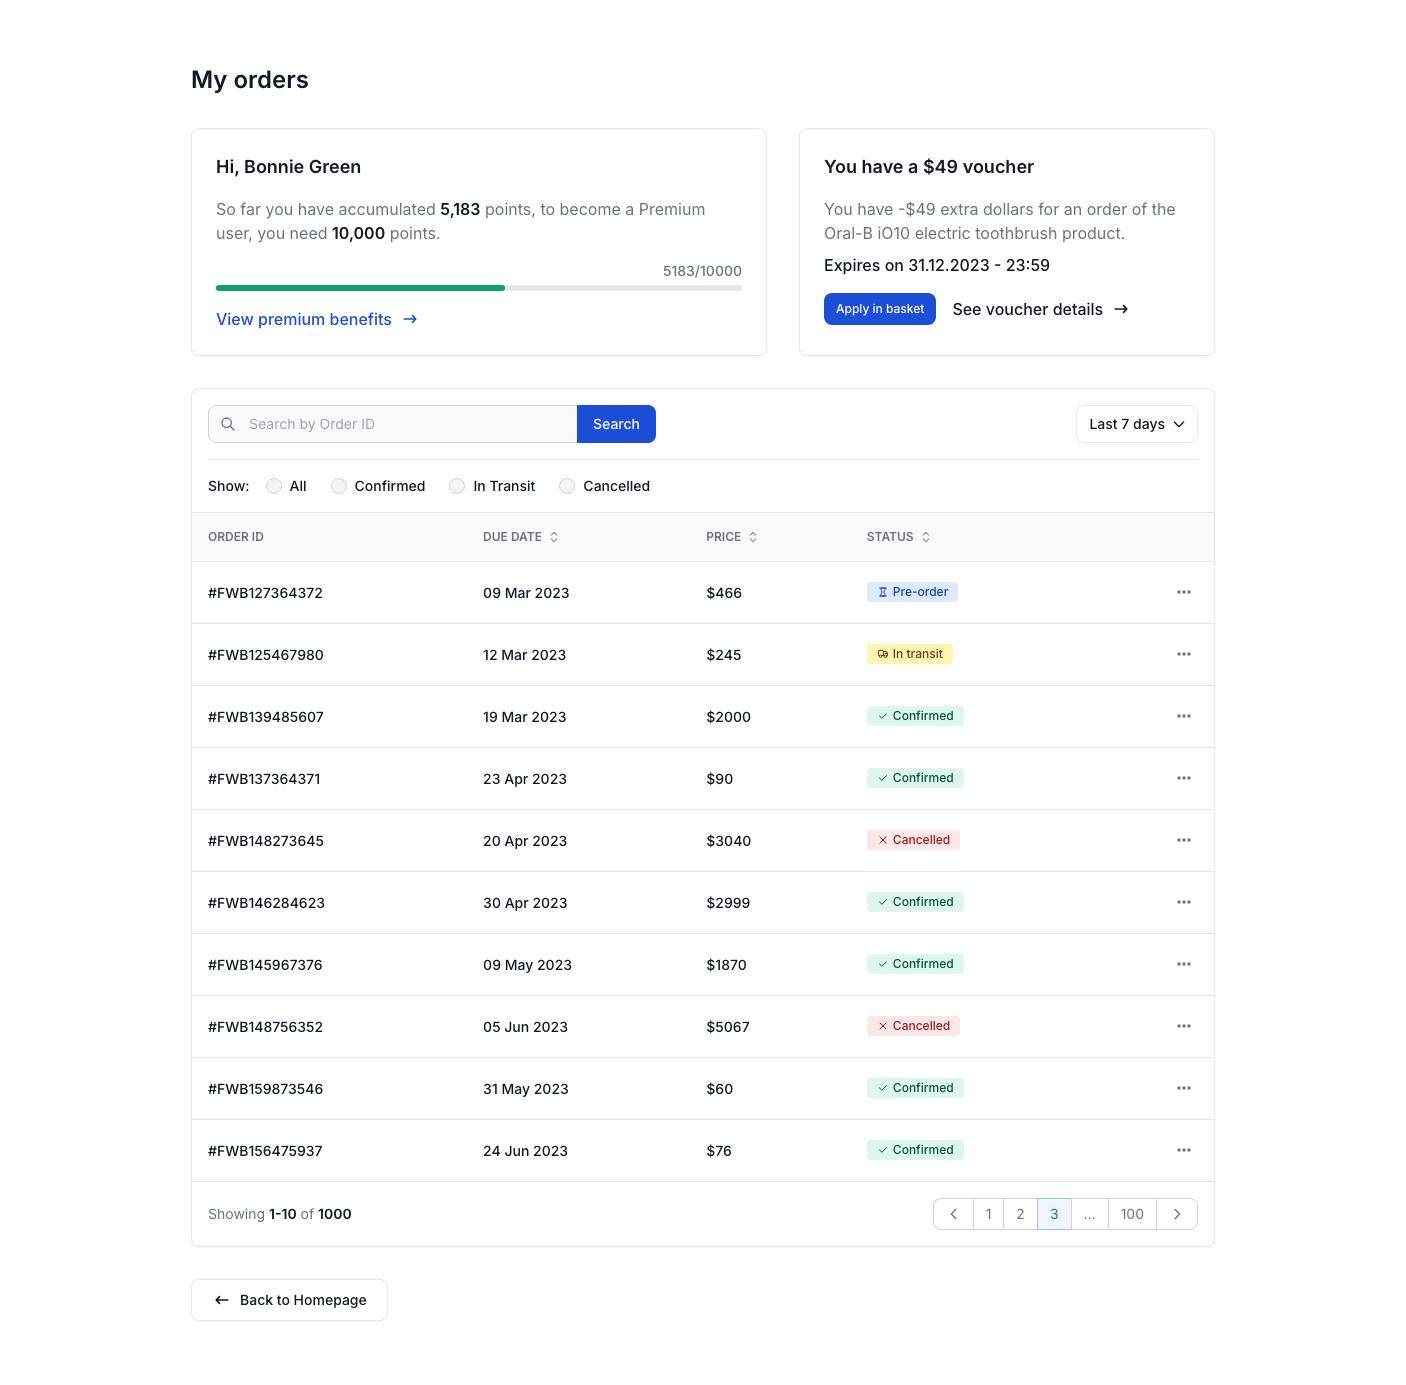 My orders
Hi, Bonnie Green
So far you have accumulated 5,183 points, to become a Premium
user, you need 10,000 points.
5183/10000
View premium benefits
You have a $49 voucher
You have -$49 extra dollars for an order of the
Oral-B iO10 electric toothbrush product.
Expires on 31.12.2023 - 23:59
Apply in basket See voucher details
Search by Order ID Search Last 7 days
Show: All Confirmed In Transit Cancelled
ORDER ID DUE DATE PRICE STATUS
#FWB127364372 09 Mar 2023 $466 Pre-order
#FWB125467980 12 Mar 2023 $245 In transit
#FWB139485607 19 Mar 2023 $2000 Confirmed
#FWB137364371 23 Apr 2023 $90 Confirmed
#FWB148273645 20 Apr 2023 $3040 Cancelled
#FWB146284623 30 Apr 2023 $2999 Confirmed
#FWB145967376 09 May 2023 $1870 Confirmed
#FWB148756352 05 Jun 2023 $5067 Cancelled
#FWB159873546 31 May 2023 $60 Confirmed
#FWB156475937 24 Jun 2023 $76 Confirmed
Showing 1-10 of 1000 1 2 3 ... 100
Back to Homepage